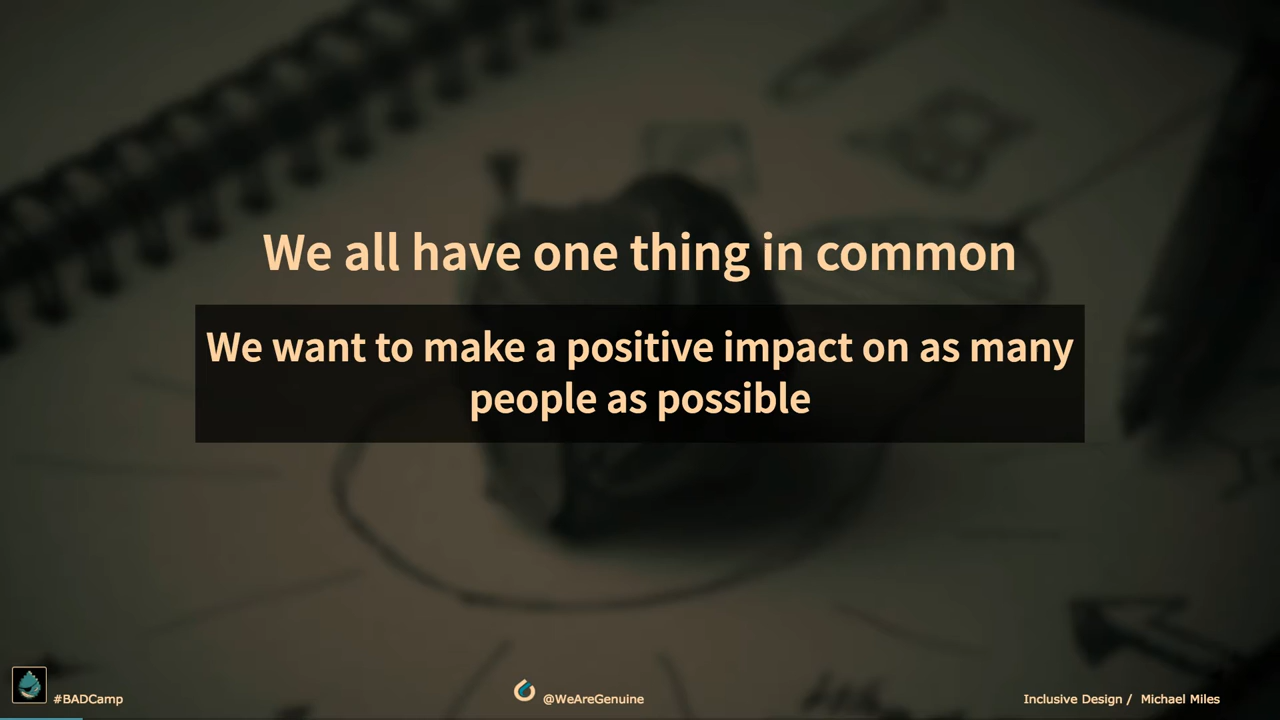 We all have one thing in common
We want to make a positive impact on as many
people as possible
#BADCamp
@WeAreGenuine
Inclusive Design / Michael Miles